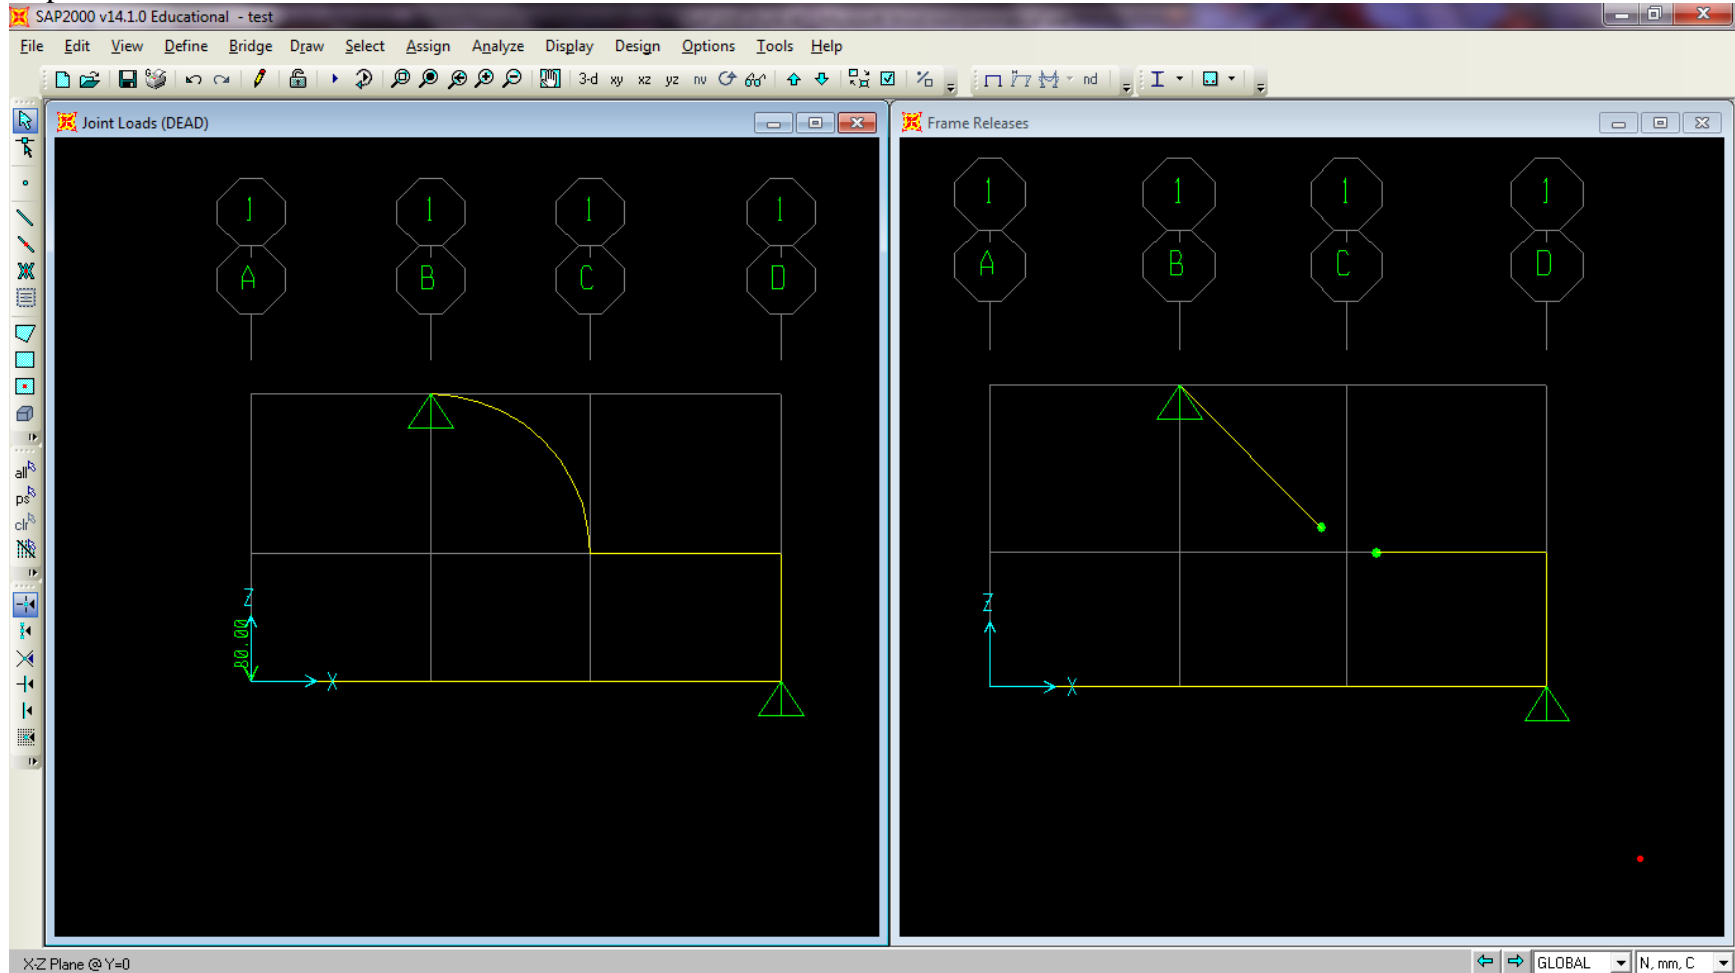 SAP2000 v14.1.0 Educational - test
File Edit View Define Bridge Draw Select Assign Analyze Display Design Options Tools Help
3-d xy xz yz nv nd
Joint Loads (DEAD)
Frame Releases
1 1 1 1
A B C D
1 1 1 1
A B C D
all
ps
clr
Z
80.00
X
Z
X
X-Z Plane @ Y=0
GLOBAL
N, mm, C